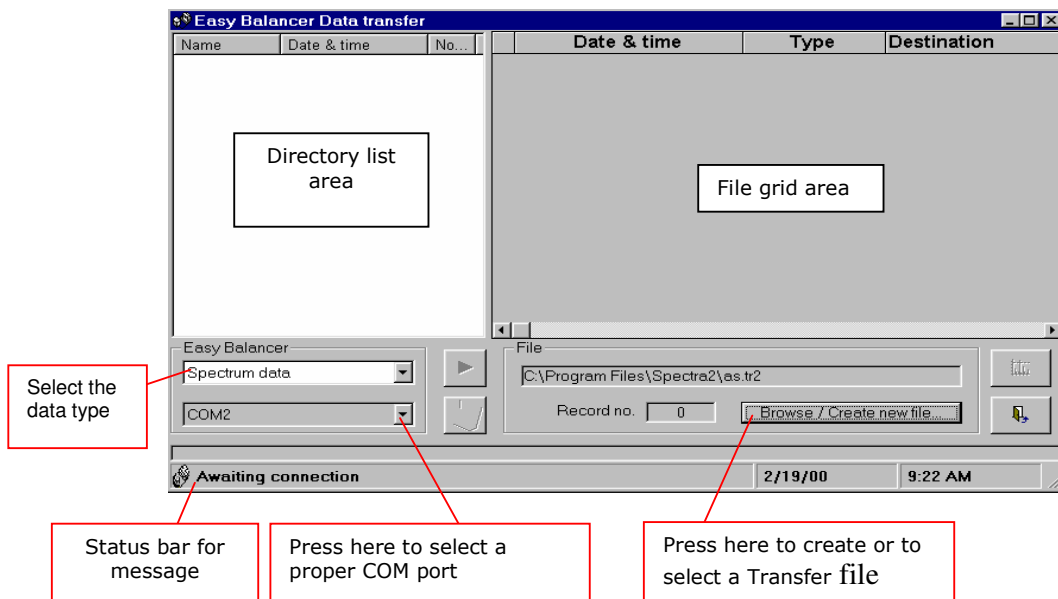 Easy Balancer Data transfer
Name Date & time No...
Date & time Type Destination
Directory list
area
File grid area
Easy Balancer
Spectrum data
COM2
File
C:\Program Files\Spectra2\as.tr2
Record no. 0 Browse / Create new file...
Awaiting connection 2/19/00 9:22 AM
Select the
data type
Status bar for
message
Press here to select a
proper COM port
Press here to create or to
select a Transfer file